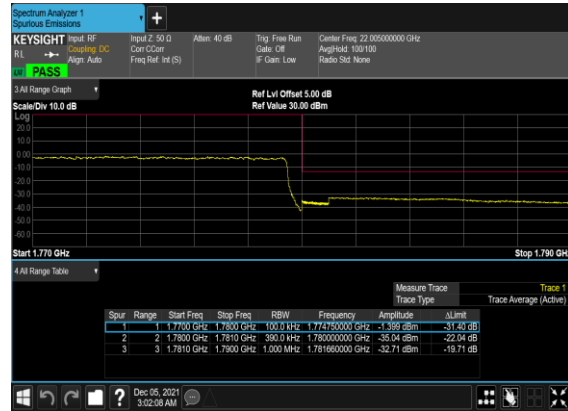 Spectrum Analyzer 1
Spurious Emissions
KEYSIGHT Input: RF Input Z: 50 Ω Atten: 40 dB Trig: Free Run Center Freq: 22.005000000 GHz
RL Coupling: DC Corr CCorr Gate: Off Avg|Hold: 100/100
Align: Auto Freq Ref: Int (S) IF Gain: Low Radio Std: None
LW PASS
3 All Range Graph
Ref Lvl Offset 5.00 dB
Scale/Div 10.0 dB Ref Value 30.00 dBm
Log
20.0
10.0
0.00
-10.0
-20.0
-30.0
-40.0
-50.0
-60.0
Start 1.770 GHz Stop 1.790 GH
4 All Range Table
Measure Trace Trace 1
Trace Type Trace Average (Active)
Spur Range Start Freq Stop Freq RBW Frequency Amplitude ΔLimit
1 1 1.7700 GHz 1.7800 GHz 100.0 kHz 1.774750000 GHz -1.399 dBm -31.40 dB
2 2 1.7800 GHz 1.7810 GHz 390.0 kHz 1.780000000 GHz -35.04 dBm -22.04 dB
3 3 1.7810 GHz 1.7900 GHz 1.000 MHz 1.781660000 GHz -32.71 dBm -19.71 dB
Dec 05, 2021
3:02:08 AM